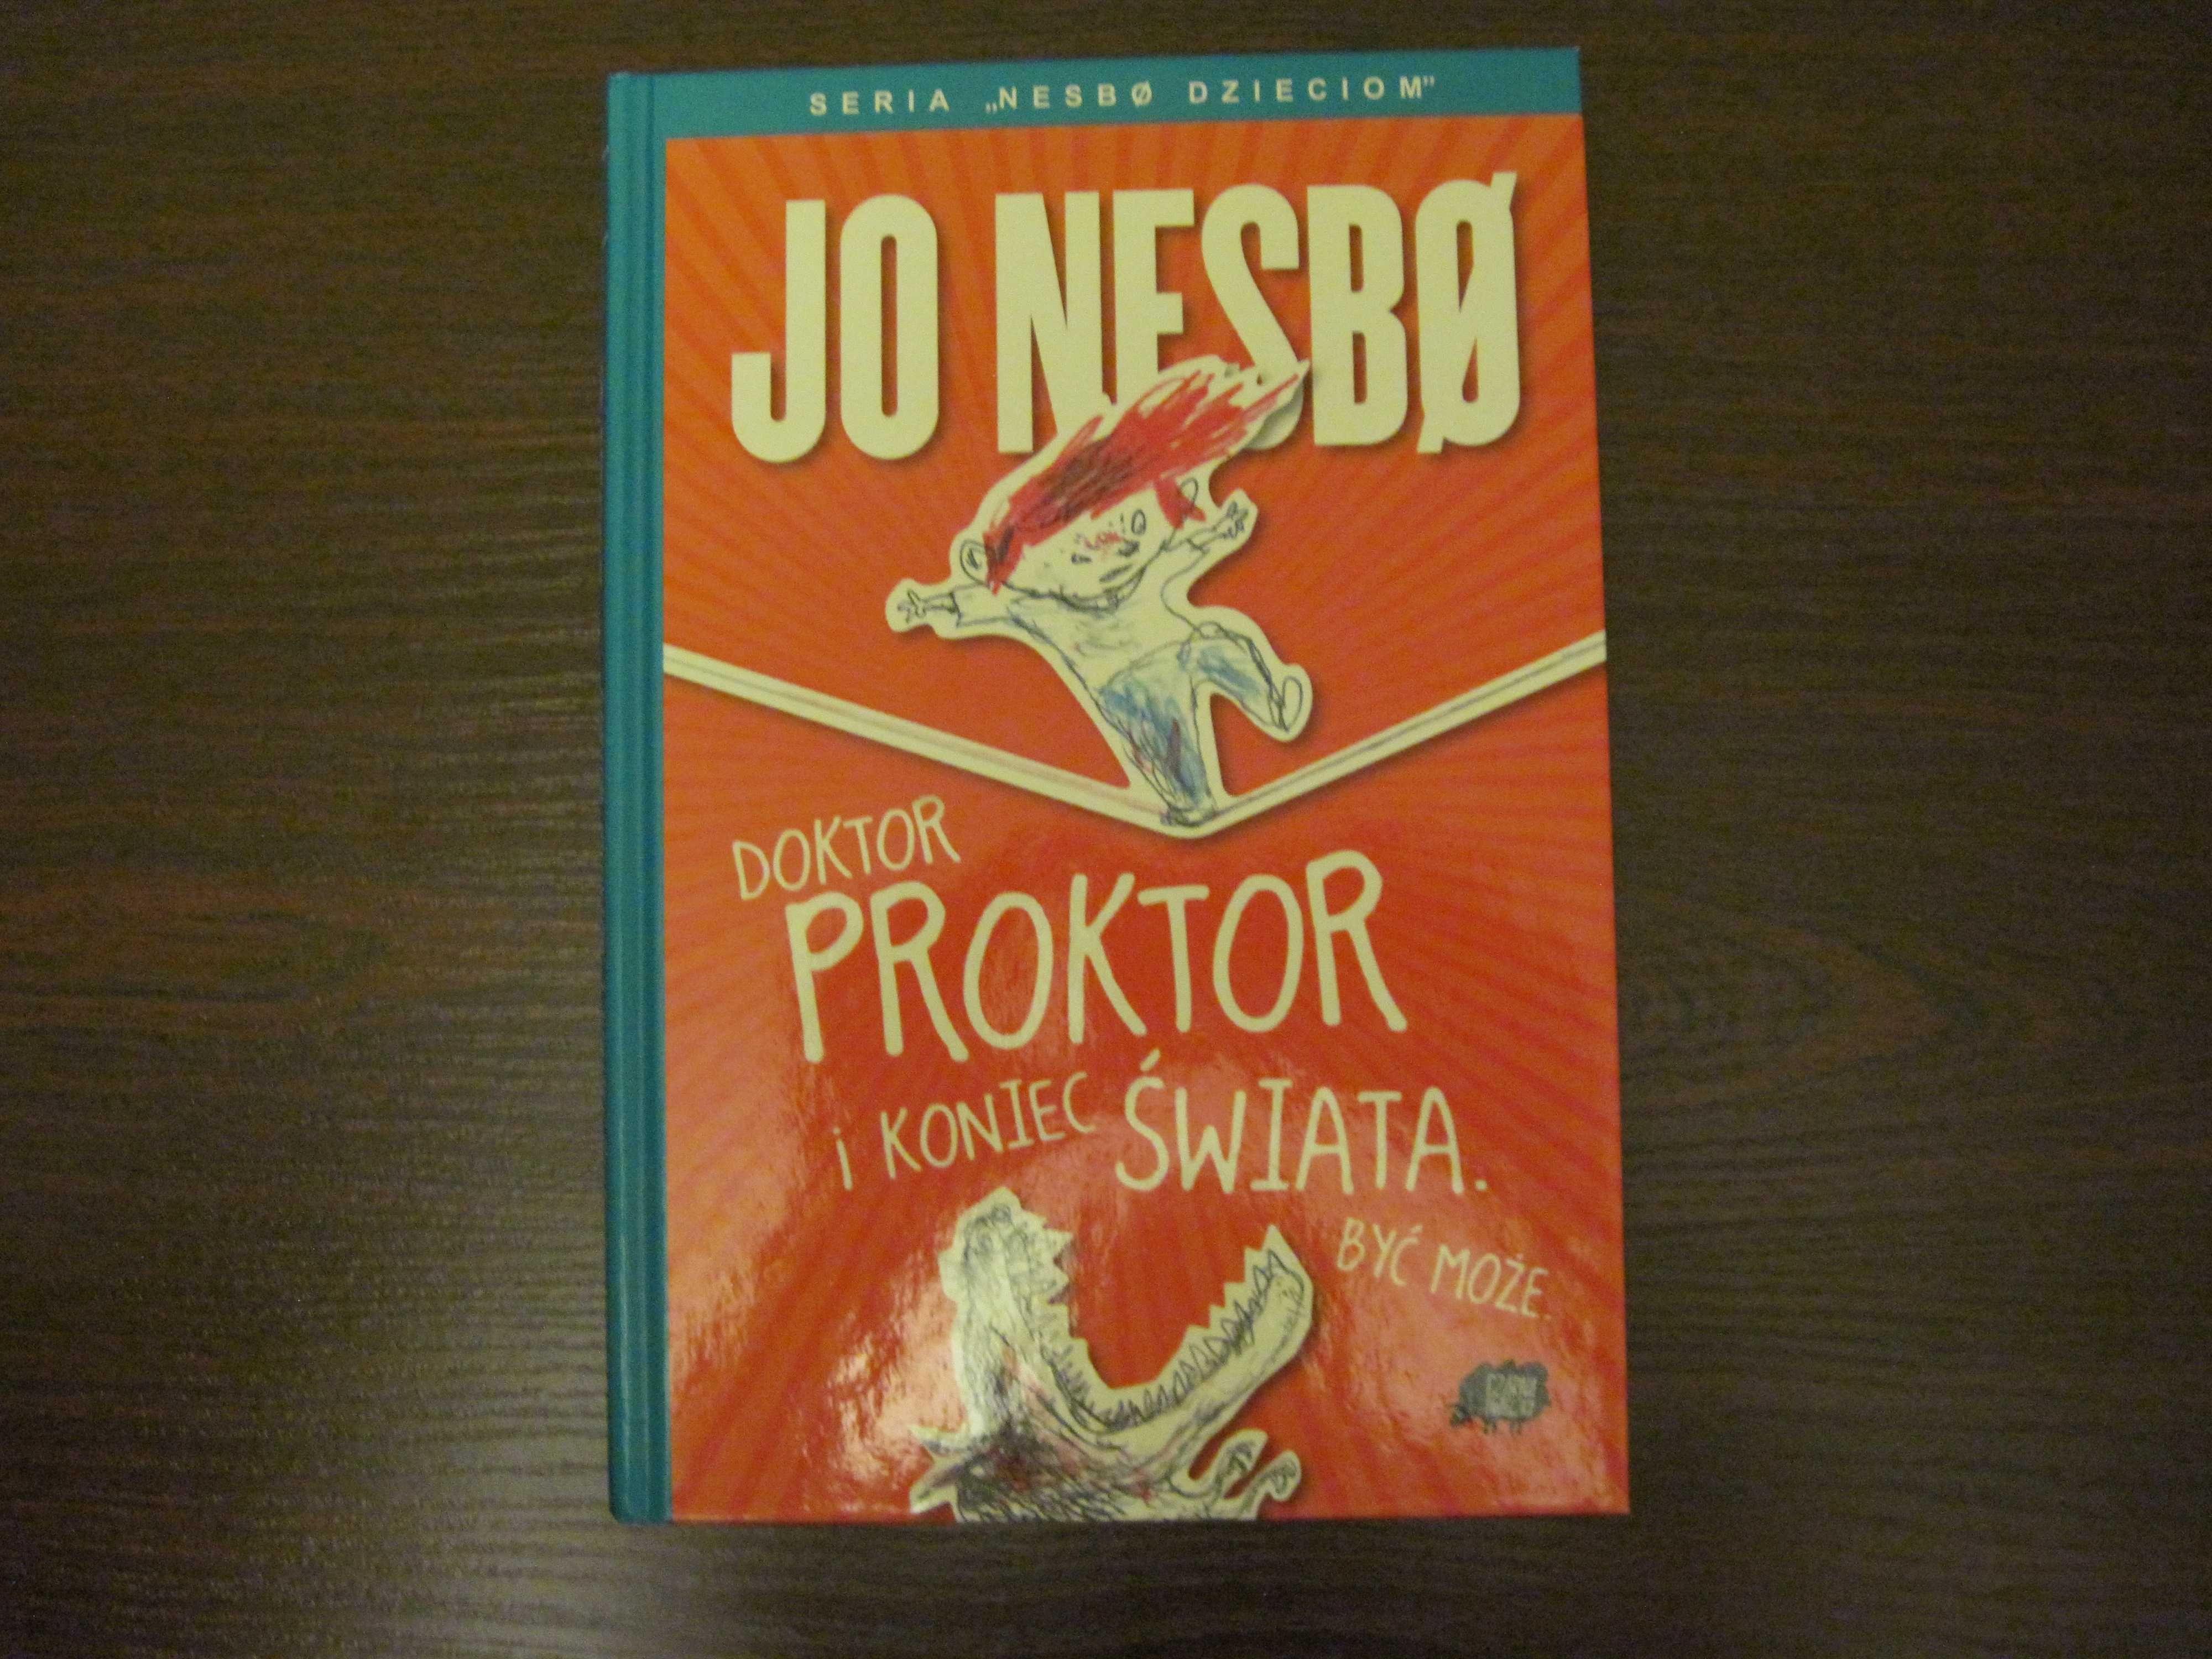 SERIA „NESBØ DZIECIOM”
JO NESBØ
DOKTOR
PROKTOR
i KONIEC ŚWIATA.
BYĆ MOŻE.